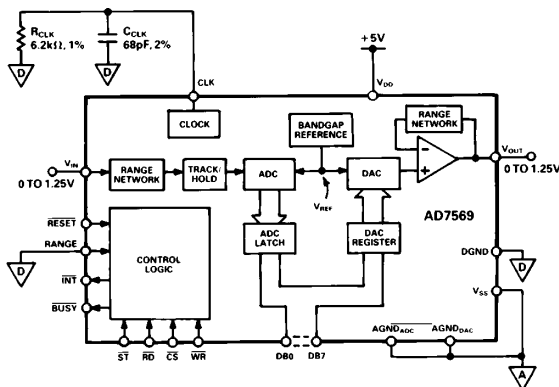 R_CLK
6.2kΩ, 1%
C_CLK
68pF, 2%
D
D
+5V
CLK
V_DD
CLOCK
BANDGAP
REFERENCE
RANGE
NETWORK
V_IN
0 TO 1.25V
RANGE
NETWORK
TRACK/
HOLD
ADC
DAC
V_REF
−
+
V_OUT
0 TO 1.25V
AD7569
RESET
RANGE
INT
BUSY
D
CONTROL
LOGIC
ADC
LATCH
DAC
REGISTER
DGND
D
V_SS
ST
RD
CS
WR
DB0
DB7
AGND_ADC
AGND_DAC
A